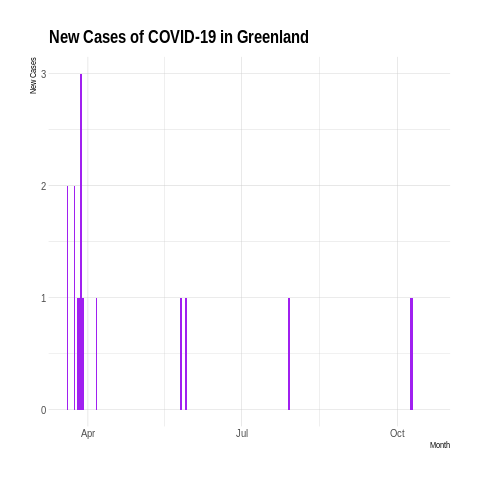 New Cases of COVID-19 in Greenland
New Cases
3
2
1
0
Apr
Jul
Oct
Month